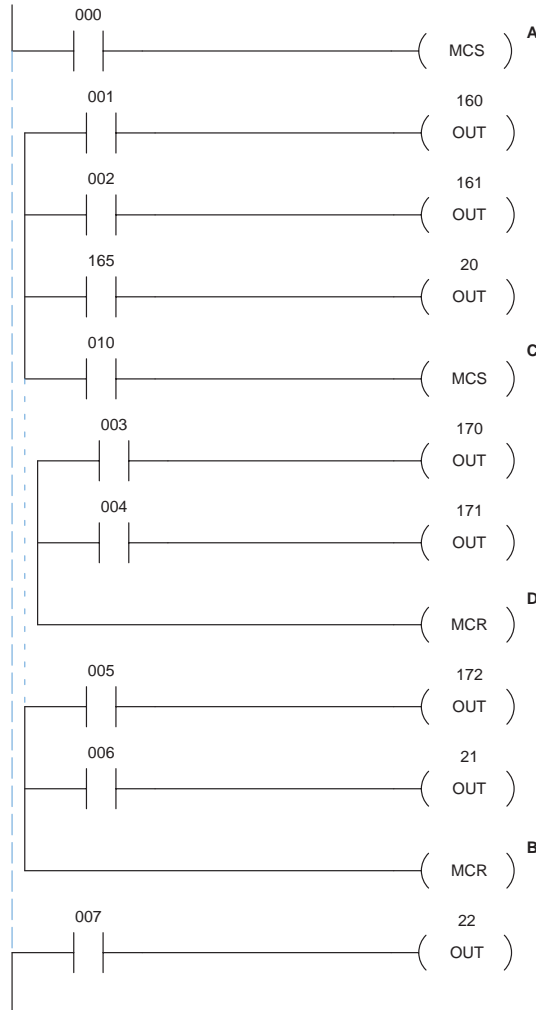 000
MCS A
001 160
OUT
002 161
OUT
165 20
OUT
010 C
MCS
003 170
OUT
004 171
OUT
D
MCR
005 172
OUT
006 21
OUT
B
MCR
007 22
OUT